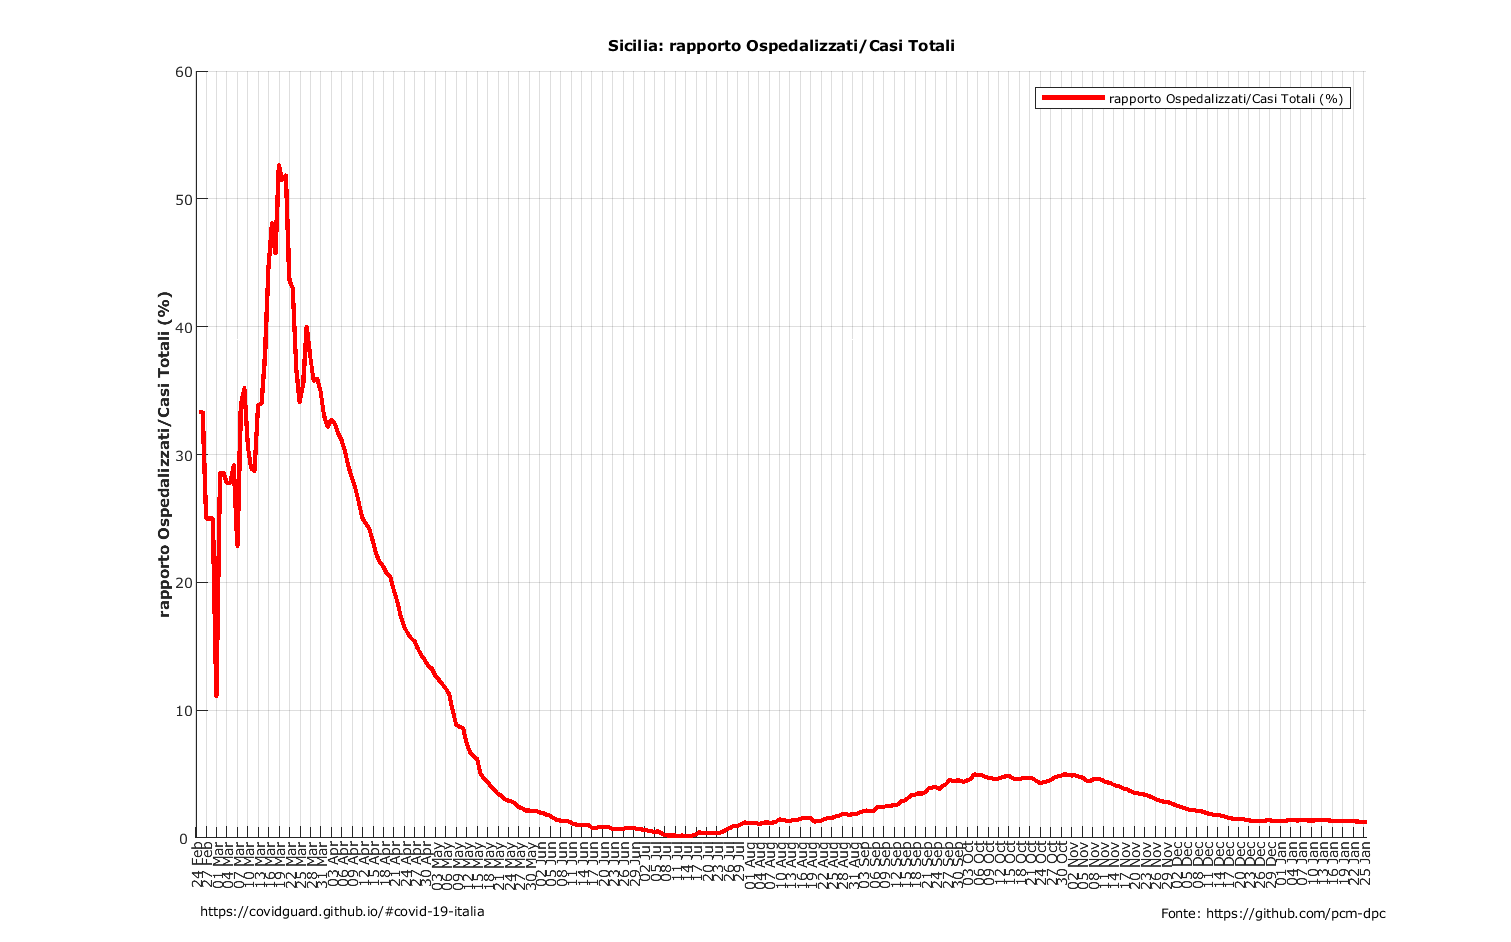 Sicilia: rapporto Ospedalizzati/Casi Totali
rapporto Ospedalizzati/Casi Totali (%)
rapporto Ospedalizzati/Casi Totali (%)
60
50
40
30
20
10
0
24 Feb
27 Feb
01 Mar
04 Mar
07 Mar
10 Mar
13 Mar
16 Mar
19 Mar
22 Mar
25 Mar
28 Mar
31 Mar
03 Apr
06 Apr
09 Apr
12 Apr
15 Apr
18 Apr
21 Apr
24 Apr
27 Apr
30 Apr
03 May
06 May
09 May
12 May
15 May
18 May
21 May
24 May
27 May
30 May
02 Jun
05 Jun
08 Jun
11 Jun
14 Jun
17 Jun
20 Jun
23 Jun
26 Jun
29 Jun
02 Jul
05 Jul
08 Jul
11 Jul
14 Jul
17 Jul
20 Jul
23 Jul
26 Jul
29 Jul
01 Aug
04 Aug
07 Aug
10 Aug
13 Aug
16 Aug
19 Aug
22 Aug
25 Aug
28 Aug
31 Aug
03 Sep
06 Sep
09 Sep
12 Sep
15 Sep
18 Sep
21 Sep
24 Sep
27 Sep
30 Sep
03 Oct
06 Oct
09 Oct
12 Oct
15 Oct
18 Oct
21 Oct
24 Oct
27 Oct
30 Oct
02 Nov
05 Nov
08 Nov
11 Nov
14 Nov
17 Nov
20 Nov
23 Nov
26 Nov
29 Nov
02 Dec
05 Dec
08 Dec
11 Dec
14 Dec
17 Dec
20 Dec
23 Dec
26 Dec
29 Dec
01 Jan
04 Jan
07 Jan
10 Jan
13 Jan
16 Jan
19 Jan
22 Jan
25 Jan
https://covidguard.github.io/#covid-19-italia
Fonte: https://github.com/pcm-dpc